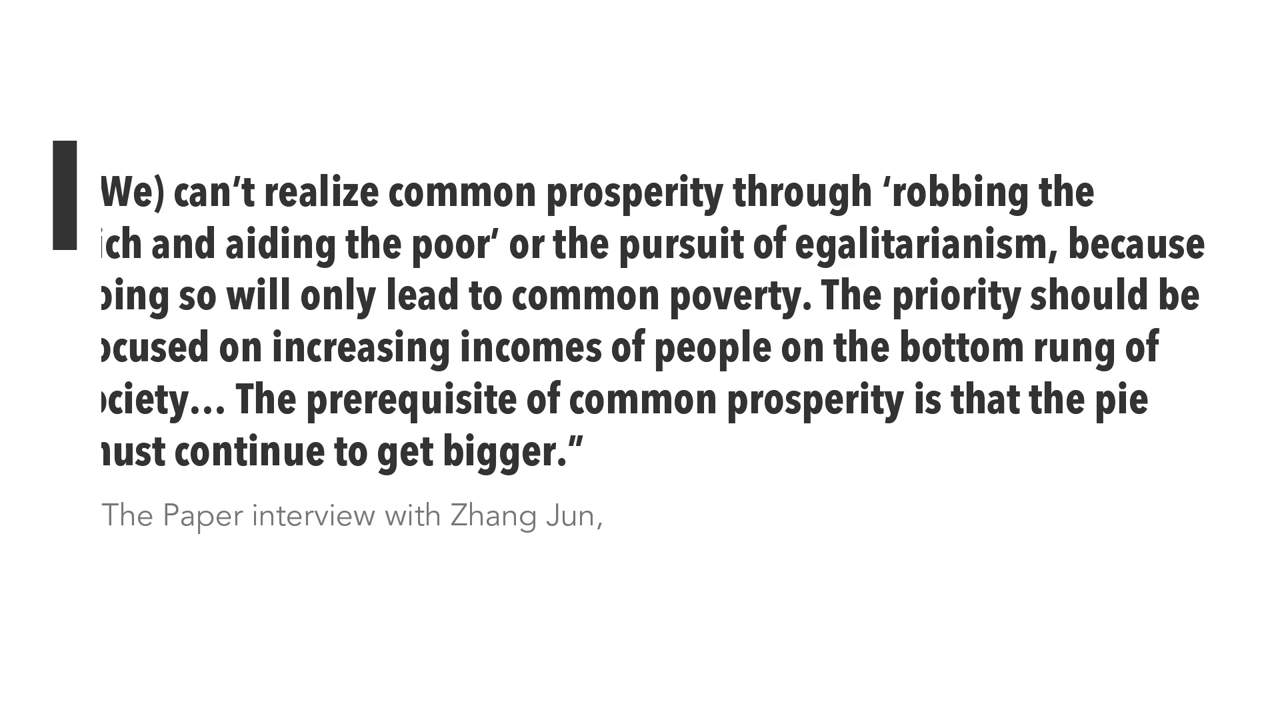 We) can’t realize common prosperity through ‘robbing the
ich and aiding the poor’ or the pursuit of egalitarianism, because
oing so will only lead to common poverty. The priority should be
ocused on increasing incomes of people on the bottom rung of
ociety… The prerequisite of common prosperity is that the pie
must continue to get bigger.”
The Paper interview with Zhang Jun,